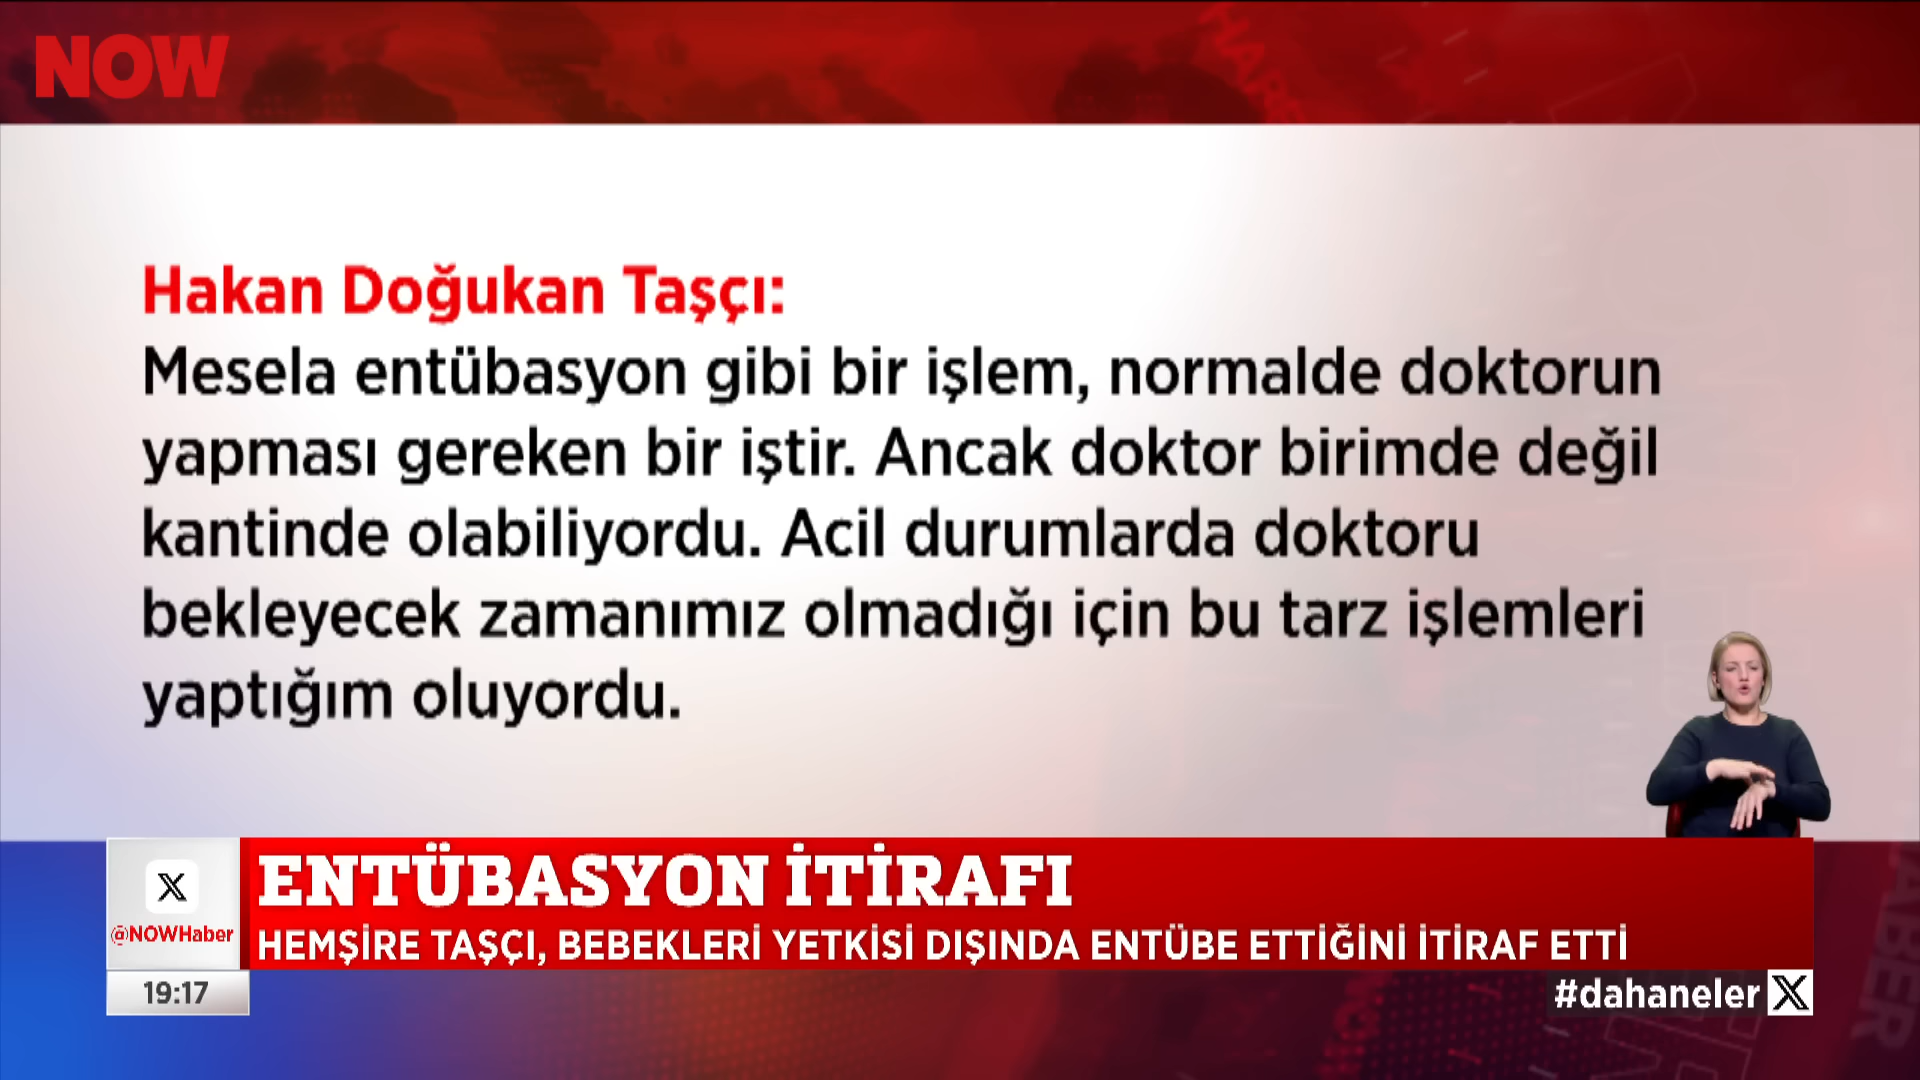 NOW
Hakan Doğukan Taşçı:
Mesela entübasyon gibi bir işlem, normalde doktorun
yapması gereken bir iştir. Ancak doktor birimde değil
kantinde olabiliyordu. Acil durumlarda doktoru
bekleyecek zamanımız olmadığı için bu tarz işlemleri
yaptığım oluyordu.
ENTÜBASYON İTİRAFI
@NOWHaber
HEMŞİRE TAŞÇI, BEBEKLERİ YETKİSİ DIŞINDA ENTÜBE ETTİĞİNİ İTİRAF ETTİ
19:17
#dahaneler